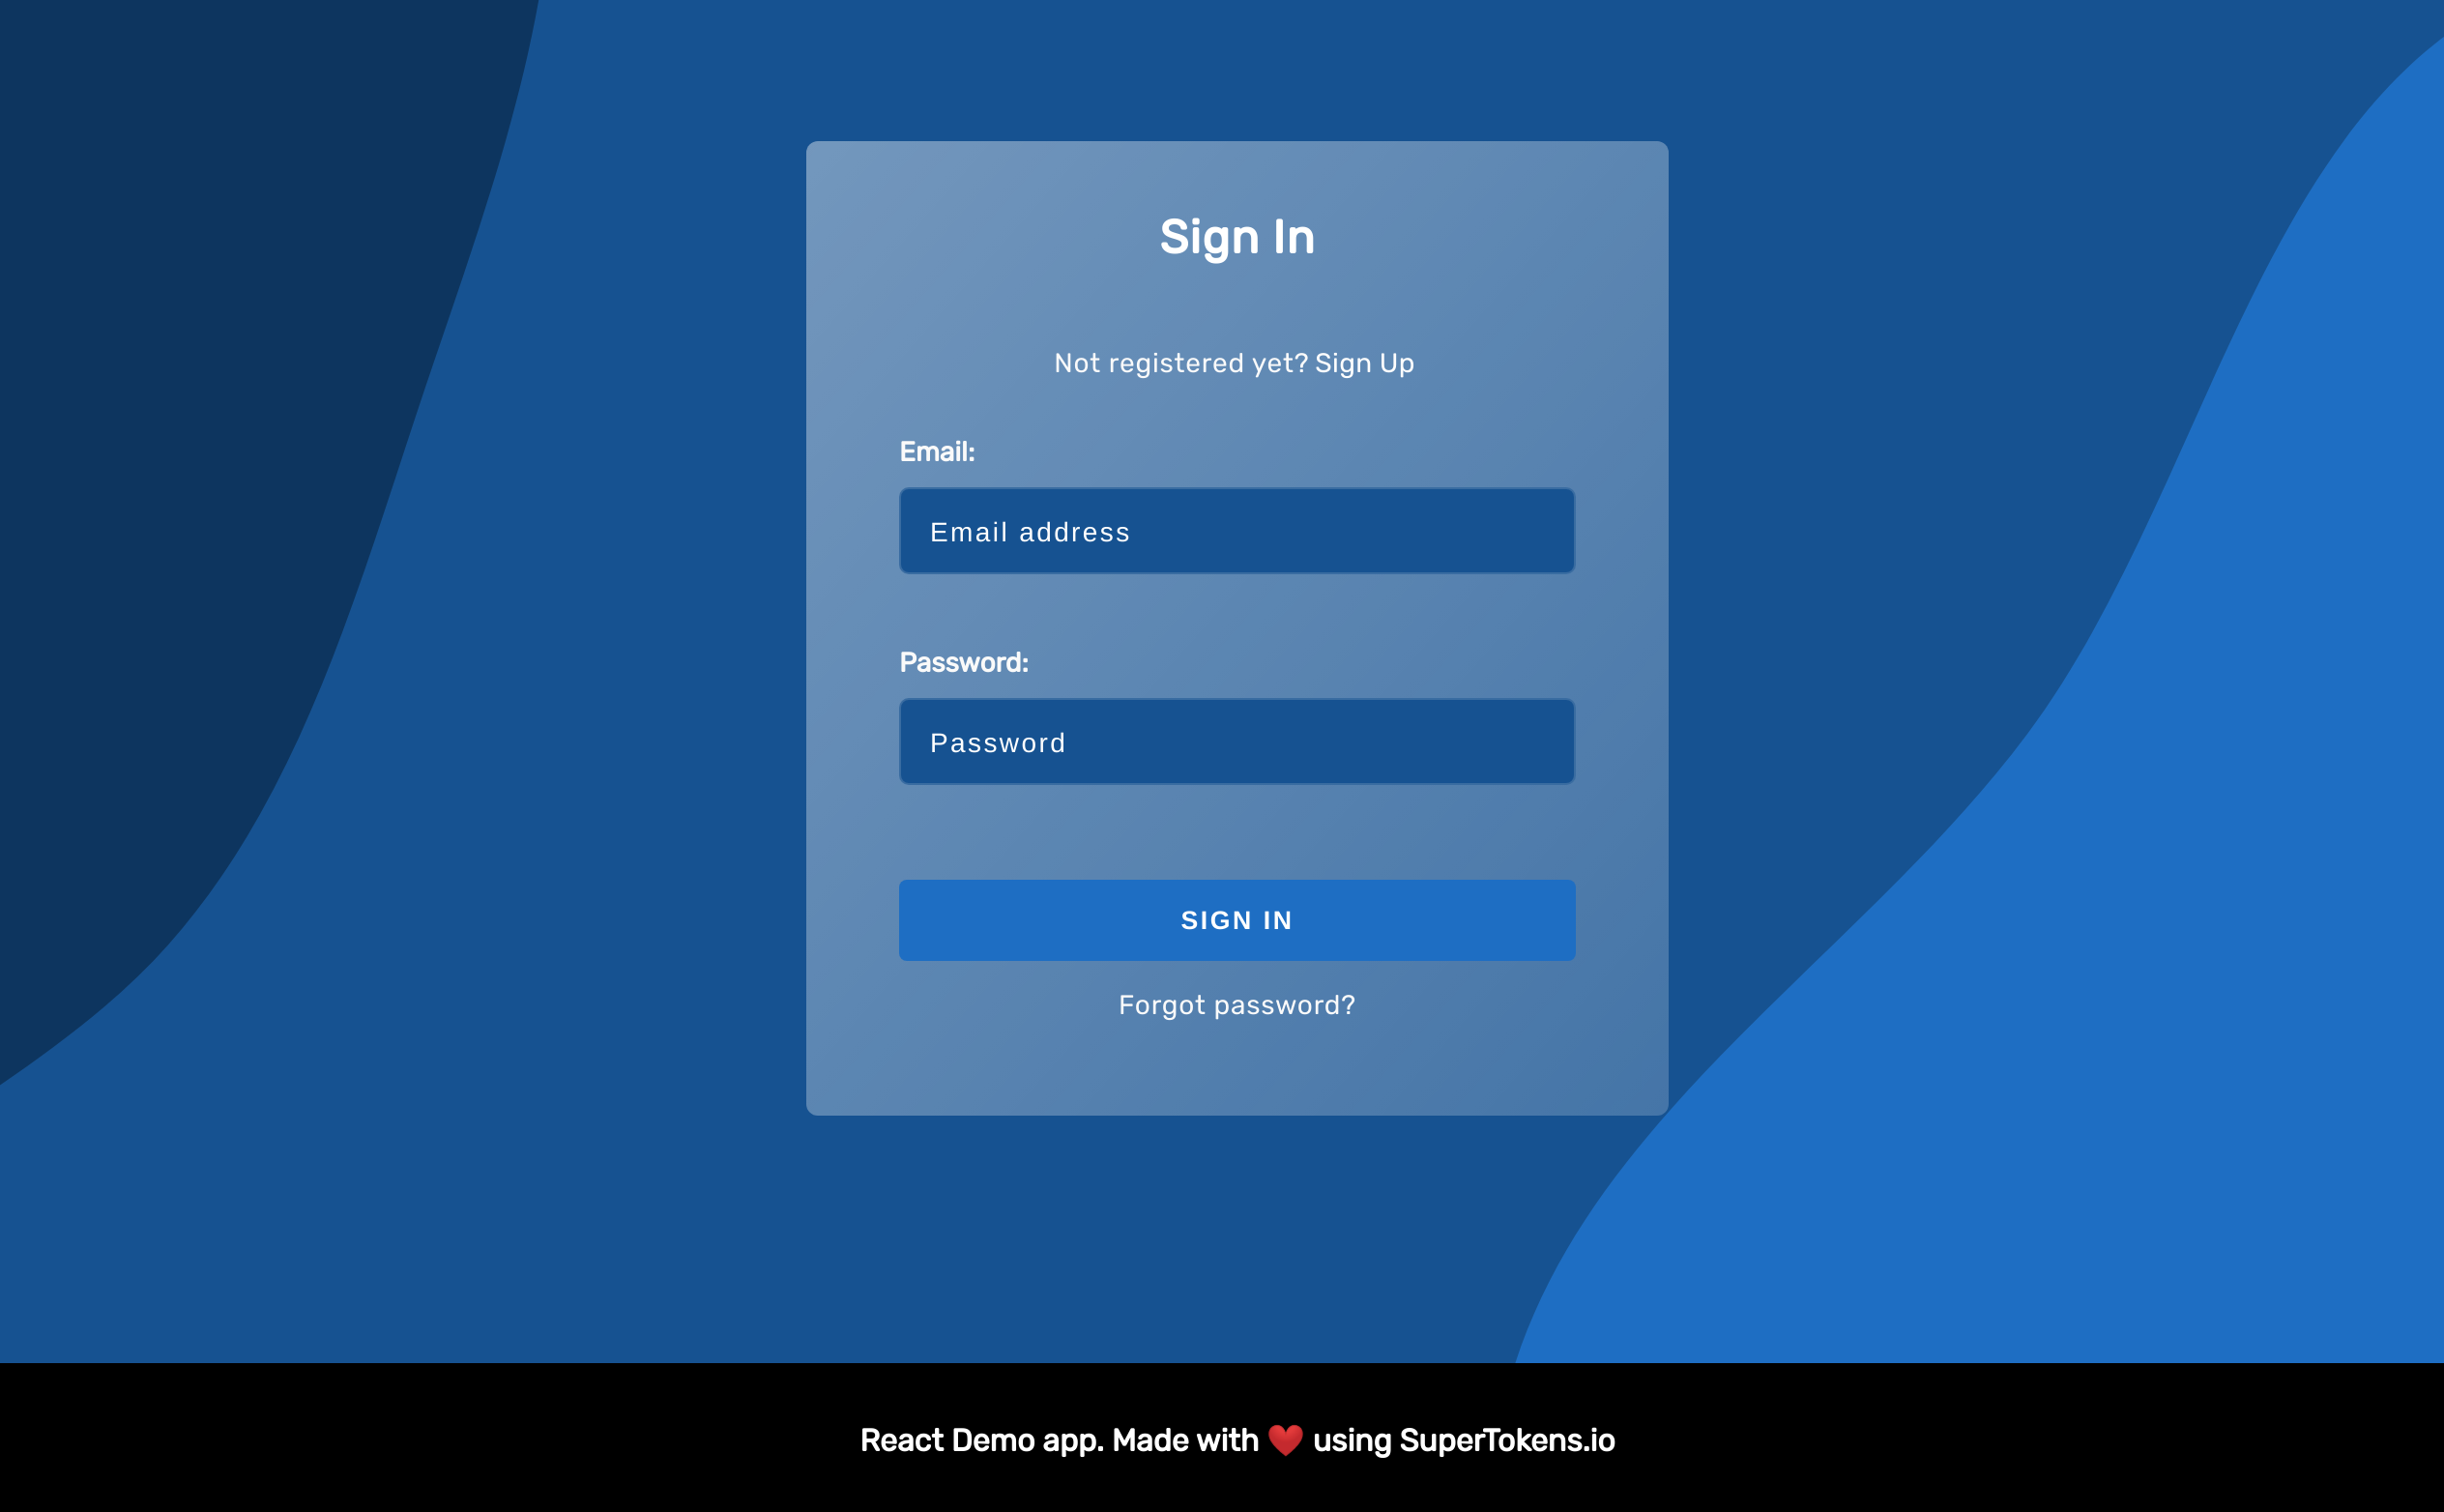 Sign In
Not registered yet? Sign Up
Email:
Email address
Password:
Password
SIGN IN
Forgot password?
React Demo app. Made with ❤️ using SuperTokens.io